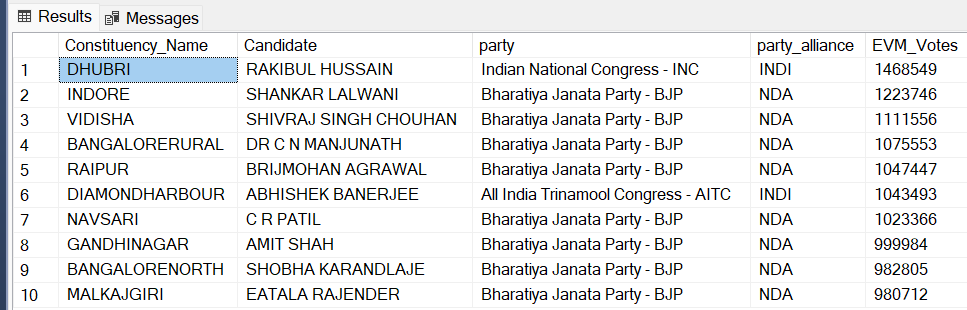 Results Messages
Constituency_Name Candidate party party_alliance EVM_Votes
1 DHUBRI RAKIBUL HUSSAIN Indian National Congress - INC INDI 1468549
2 INDORE SHANKAR LALWANI Bharatiya Janata Party - BJP NDA 1223746
3 VIDISHA SHIVRAJ SINGH CHOUHAN Bharatiya Janata Party - BJP NDA 1111556
4 BANGALORERURAL DR C N MANJUNATH Bharatiya Janata Party - BJP NDA 1075553
5 RAIPUR BRIJMOHAN AGRAWAL Bharatiya Janata Party - BJP NDA 1047447
6 DIAMONDHARBOUR ABHISHEK BANERJEE All India Trinamool Congress - AITC INDI 1043493
7 NAVSARI C R PATIL Bharatiya Janata Party - BJP NDA 1023366
8 GANDHINAGAR AMIT SHAH Bharatiya Janata Party - BJP NDA 999984
9 BANGALORENORTH SHOBHA KARANDLAJE Bharatiya Janata Party - BJP NDA 982805
10 MALKAJGIRI EATALA RAJENDER Bharatiya Janata Party - BJP NDA 980712